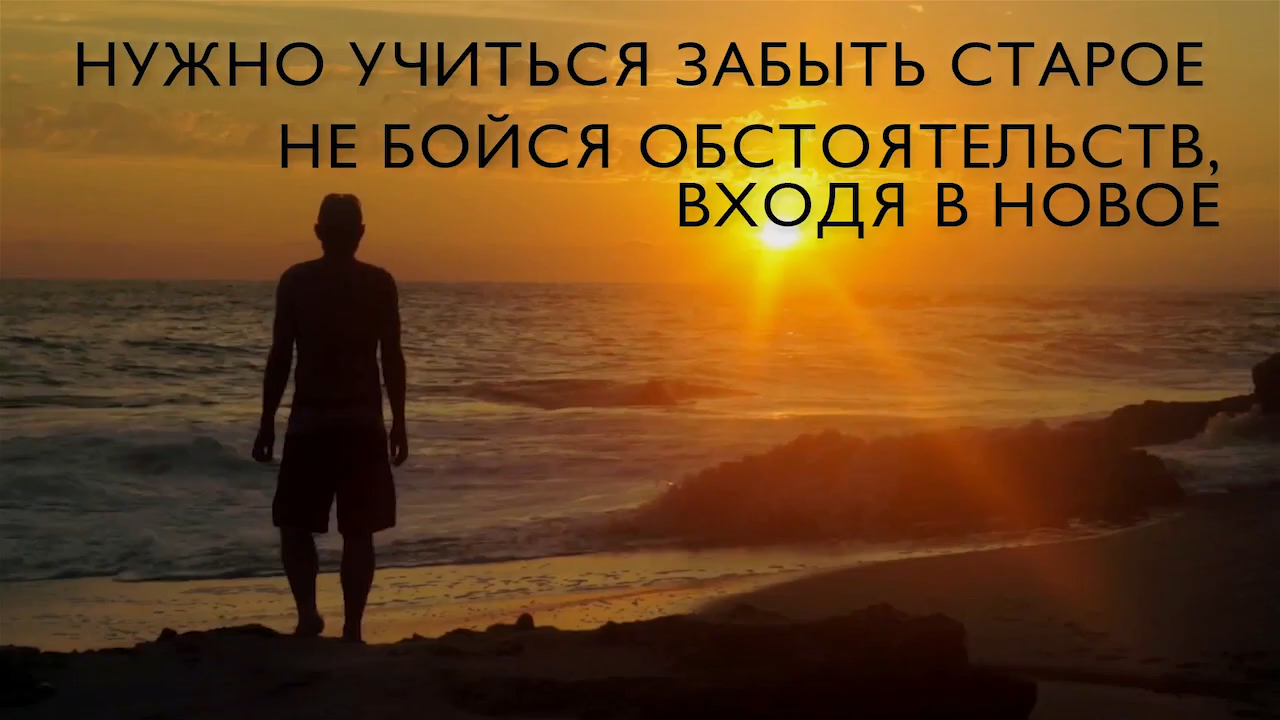 НУЖНО УЧИТЬСЯ ЗАБЫТЬ СТАРОЕ
НЕ БОЙСЯ ОБСТОЯТЕЛЬСТВ,
ВХОДЯ В НОВОЕ